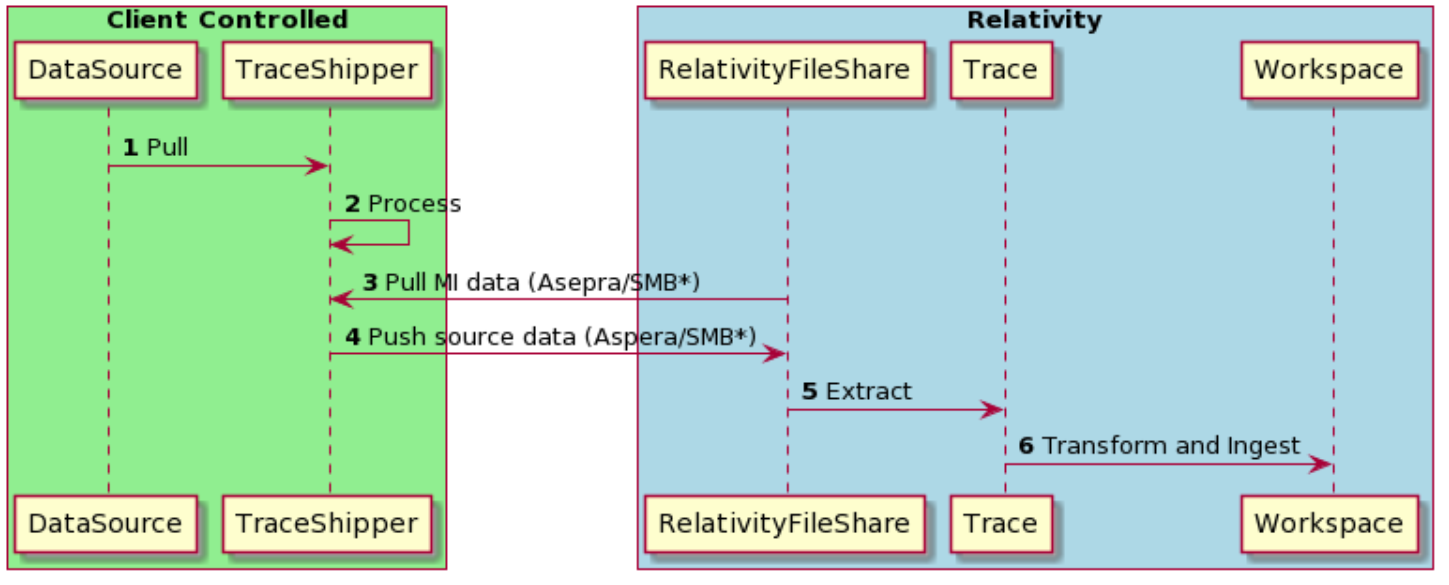 Client Controlled
Relativity
DataSource
TraceShipper
RelativityFileShare
Trace
Workspace
1 Pull
2 Process
3 Pull MI data (Asepra/SMB*)
4 Push source data (Aspera/SMB*)
5 Extract
6 Transform and Ingest
DataSource
TraceShipper
RelativityFileShare
Trace
Workspace